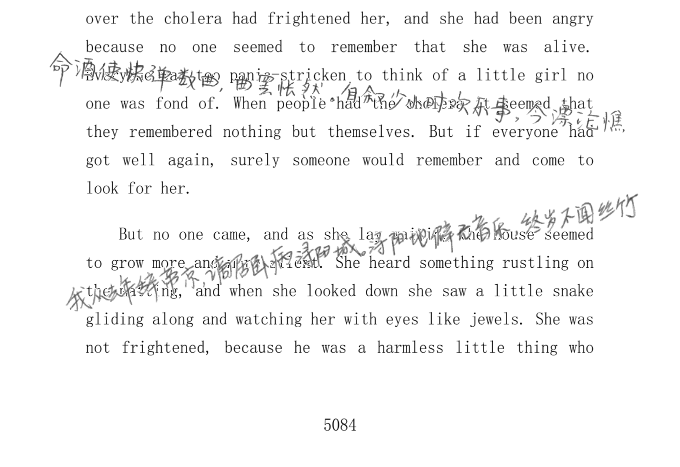 over the cholera had frightened her, and she had been angry
because no one seemed to remember that she was alive.
命酒使快弹数曲,曲罢怅然。自叙少小时欢乐事,今漂沦憔
Everyone was too panic-stricken to think of a little girl no
one was fond of. When people had the cholera it seemed that
they remembered nothing but themselves. But if everyone had
got well again, surely someone would remember and come to
look for her.
But no one came, and as she lay waiting the house seemed
我从去年辞帝京,谪居卧病浔阳城。浔阳地僻无音乐,终岁不闻丝竹
to grow more and more silent. She heard something rustling on
the matting, and when she looked down she saw a little snake
gliding along and watching her with eyes like jewels. She was
not frightened, because he was a harmless little thing who
5084